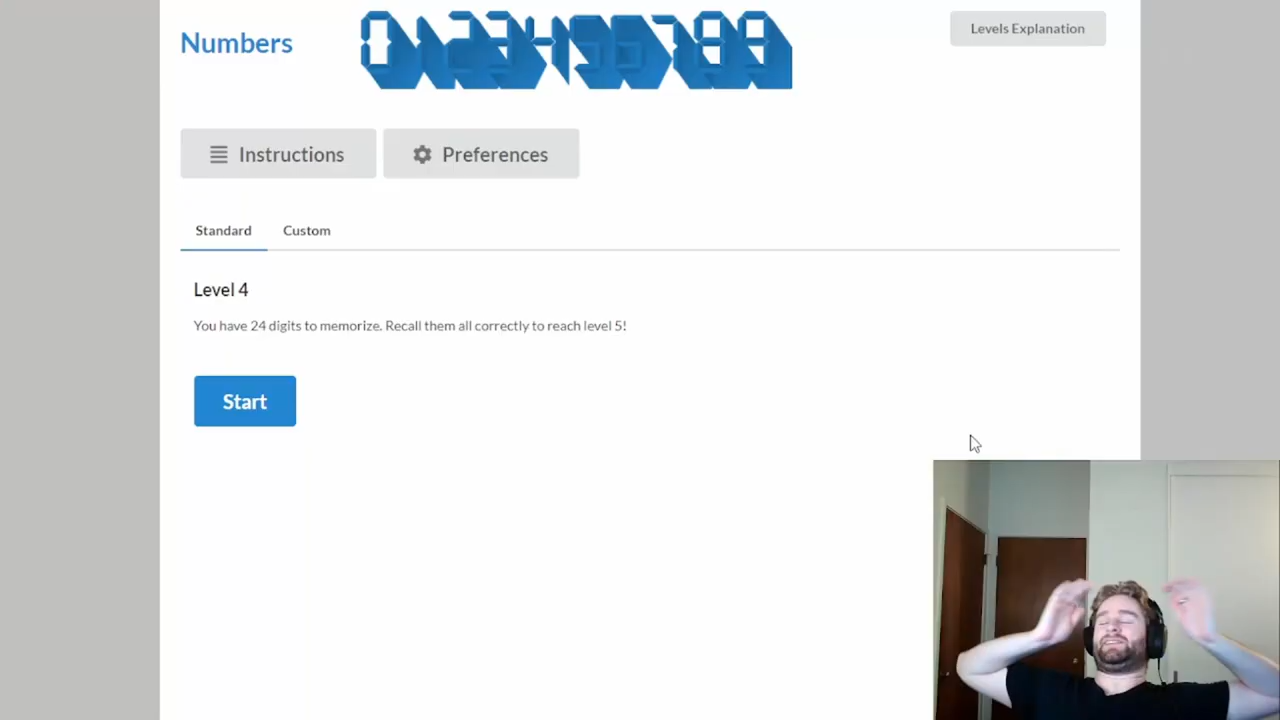 Numbers
0123456789
Levels Explanation
Instructions
Preferences
Standard
Custom
Level 4
You have 24 digits to memorize. Recall them all correctly to reach level 5!
Start